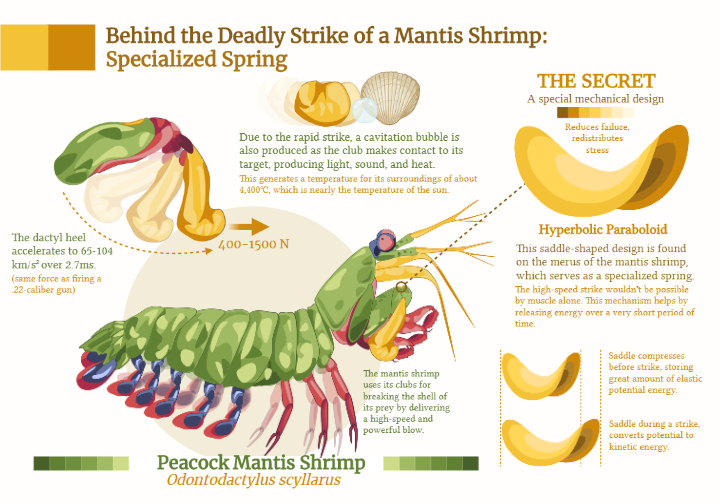 Behind the Deadly Strike of a Mantis Shrimp:
Specialized Spring
Due to the rapid strike, a cavitation bubble is
also produced as the club makes contact to its
target, producing light, sound, and heat.
This generates a temperature for its surroundings of about
4,400°C, which is nearly the temperature of the sun.
THE SECRET
A special mechanical design
Reduces failure,
redistributes
stress
Hyperbolic Paraboloid
This saddle-shaped design is found
on the merus of the mantis shrimp,
which serves as a specialized spring.
The high-speed strike wouldn't be possible
by muscle alone. This mechanism helps by
releasing energy over a very short period of
time.
The dactyl heel
accelerates to 65-104
km/s² over 2.7ms.
(same force as firing a
.22-caliber gun)
400-1500 N
The mantis shrimp
uses its clubs for
breaking the shell of
its prey by delivering
a high-speed and
powerful blow.
Saddle compresses
before strike, storing
great amount of elastic
potential energy.
Saddle during a strike,
converts potential to
kinetic energy.
Peacock Mantis Shrimp
Odontodactylus scyllarus